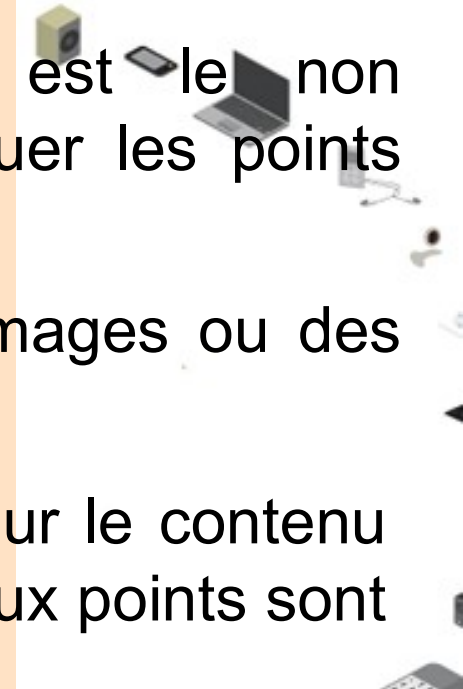 est le non
uer les points
mages ou des
ur le contenu
ux points sont